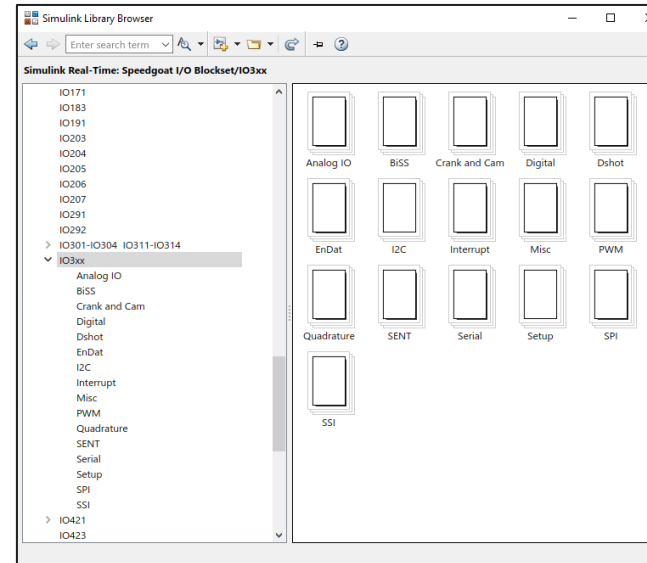 Simulink Library Browser
Enter search term
Simulink Real-Time: Speedgoat I/O Blockset/IO3xx
IO171
IO183
IO191
IO203
IO204
IO205
IO206
IO207
IO291
IO292
IO301-IO304 IO311-IO314
IO3xx
Analog IO
BiSS
Crank and Cam
Digital
Dshot
EnDat
I2C
Interrupt
Misc
PWM
Quadrature
SENT
Serial
Setup
SPI
SSI
IO421
IO423
Analog IO BiSS Crank and Cam Digital Dshot
EnDat I2C Interrupt Misc PWM
Quadrature SENT Serial Setup SPI
SSI